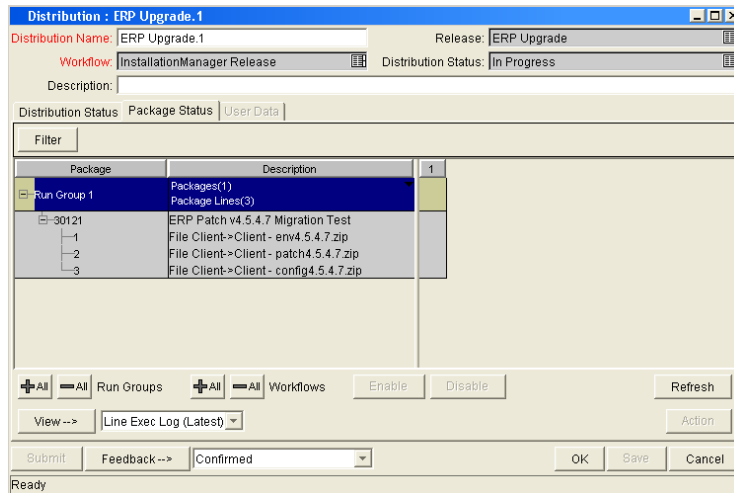 Distribution : ERP Upgrade.1
Distribution Name: ERP Upgrade.1 Release: ERP Upgrade
Workflow: InstallationManager Release Distribution Status: In Progress
Description:
Distribution Status Package Status User Data
Filter
Package Description 1
Run Group 1 Packages(1)
Package Lines(3)
30121 ERP Patch v4.5.4.7 Migration Test
1 File Client->Client - env4.5.4.7.zip
2 File Client->Client - patch4.5.4.7.zip
3 File Client->Client - config4.5.4.7.zip
All All Run Groups All All Workflows Enable Disable Refresh
View --> Line Exec Log (Latest) Action
Submit Feedback --> Confirmed OK Save Cancel
Ready